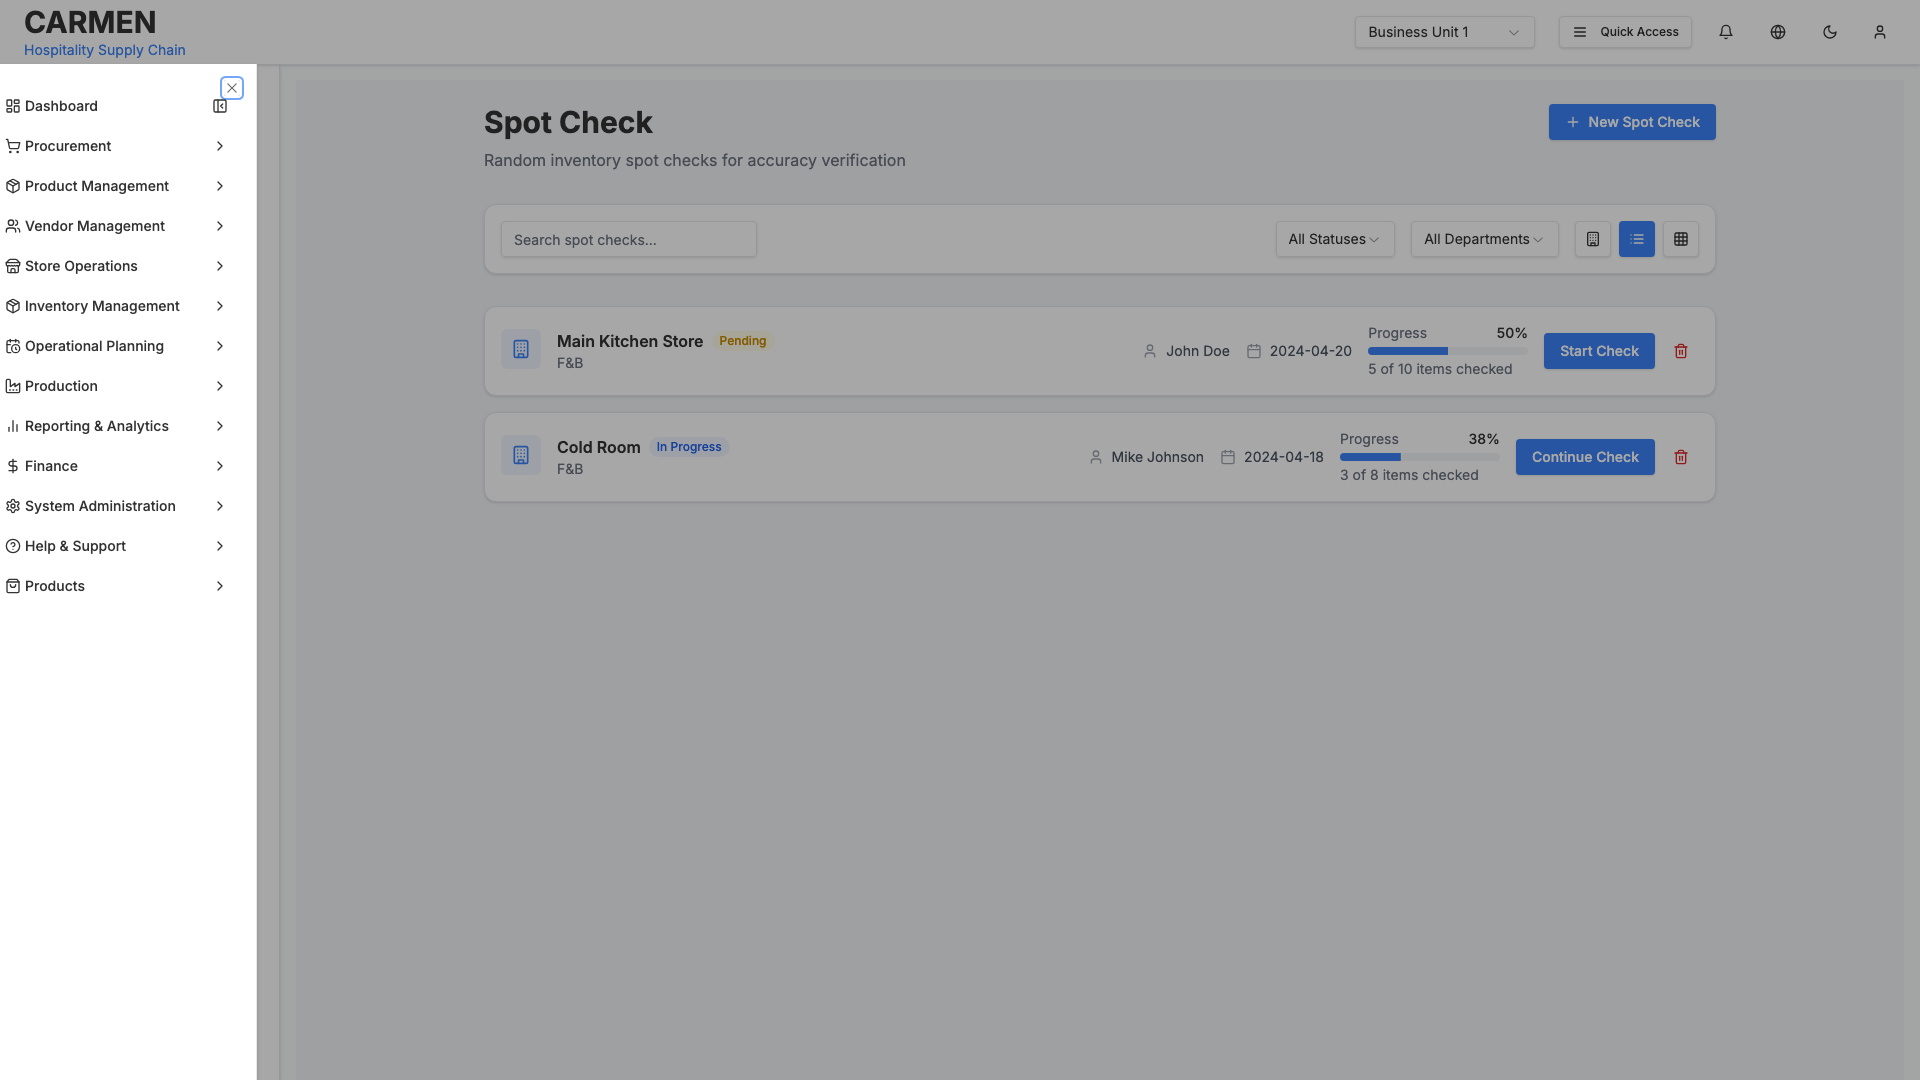 CARMEN
Hospitality Supply Chain
Business Unit 1
Quick Access
Dashboard
Procurement
Product Management
Vendor Management
Store Operations
Inventory Management
Operational Planning
Production
Reporting & Analytics
Finance
System Administration
Help & Support
Products
Spot Check
New Spot Check
Random inventory spot checks for accuracy verification
Search spot checks...
All Statuses
All Departments
Main Kitchen Store
Pending
F&B
John Doe
2024-04-20
Progress
50%
5 of 10 items checked
Start Check
Cold Room
In Progress
F&B
Mike Johnson
2024-04-18
Progress
38%
3 of 8 items checked
Continue Check